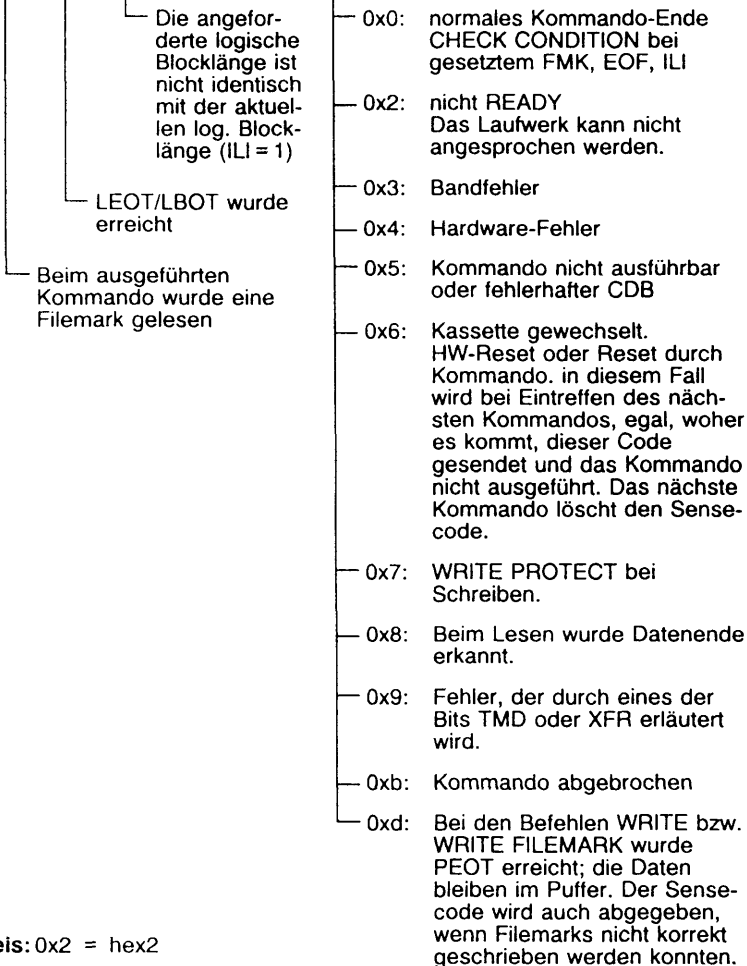 Die angefor-
derte logische
Blocklänge ist
nicht identisch
mit der aktuel-
len log. Block-
länge (ILI = 1)
LEOT/LBOT wurde
erreicht
Beim ausgeführten
Kommando wurde eine
Filemark gelesen
0x0: normales Kommando-Ende
CHECK CONDITION bei
gesetztem FMK, EOF, ILI
0x2: nicht READY
Das Laufwerk kann nicht
angesprochen werden.
0x3: Bandfehler
0x4: Hardware-Fehler
0x5: Kommando nicht ausführbar
oder fehlerhafter CDB
0x6: Kassette gewechselt.
HW-Reset oder Reset durch
Kommando. in diesem Fall
wird bei Eintreffen des näch-
sten Kommandos, egal, woher
es kommt, dieser Code
gesendet und das Kommando
nicht ausgeführt. Das nächste
Kommando löscht den Sense-
code.
0x7: WRITE PROTECT bei
Schreiben.
0x8: Beim Lesen wurde Datenende
erkannt.
0x9: Fehler, der durch eines der
Bits TMD oder XFR erläutert
wird.
0xb: Kommando abgebrochen
0xd: Bei den Befehlen WRITE bzw.
WRITE FILEMARK wurde
PEOT erreicht; die Daten
bleiben im Puffer. Der Sense-
code wird auch abgegeben,
wenn Filemarks nicht korrekt
geschrieben werden konnten.
eis: 0x2 = hex2